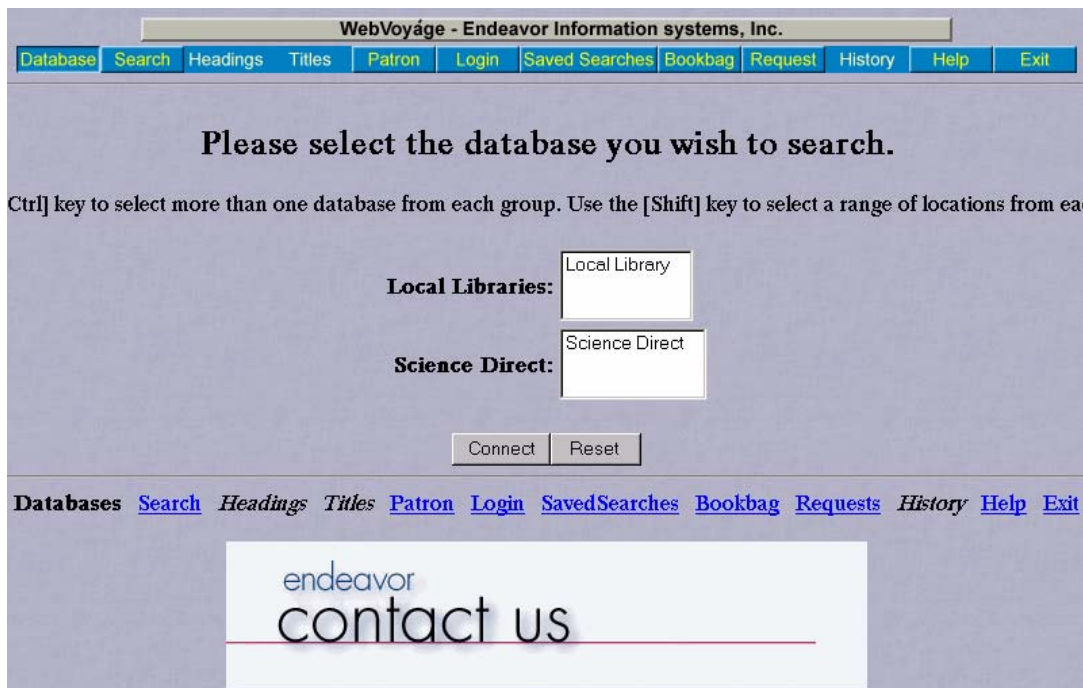 WebVoyáge - Endeavor Information systems, Inc.
Database Search Headings Titles Patron Login Saved Searches Bookbag Request History Help Exit
Please select the database you wish to search.
Ctrl] key to select more than one database from each group. Use the [Shift] key to select a range of locations from ea
Local Libraries: Local Library
Science Direct: Science Direct
Connect Reset
Databases Search Headings Titles Patron Login SavedSearches Bookbag Requests History Help Exit
endeavor
contact us